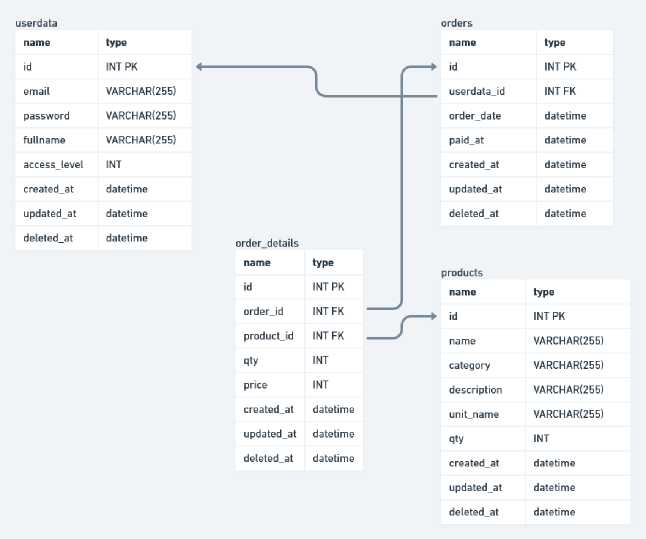 userdata
name type
id INT PK
email VARCHAR(255)
password VARCHAR(255)
fullname VARCHAR(255)
access_level INT
created_at datetime
updated_at datetime
deleted_at datetime
orders
name type
id INT PK
userdata_id INT FK
order_date datetime
paid_at datetime
created_at datetime
updated_at datetime
deleted_at datetime
order_details
name type
id INT PK
order_id INT FK
product_id INT FK
qty INT
price INT
created_at datetime
updated_at datetime
deleted_at datetime
products
name type
id INT PK
name VARCHAR(255)
category VARCHAR(255)
description VARCHAR(255)
unit_name VARCHAR(255)
qty INT
created_at datetime
updated_at datetime
deleted_at datetime